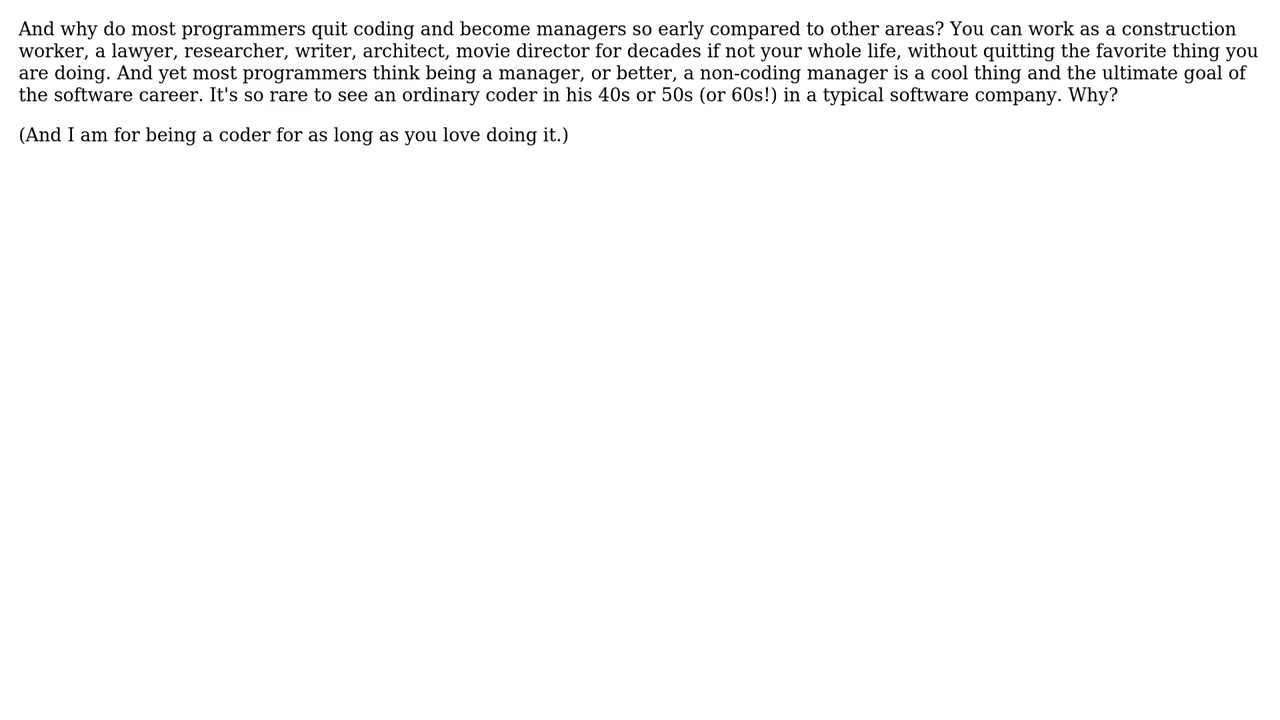 And why do most programmers quit coding and become managers so early compared to other areas? You can work as a construction
worker, a lawyer, researcher, writer, architect, movie director for decades if not your whole life, without quitting the favorite thing you
are doing. And yet most programmers think being a manager, or better, a non-coding manager is a cool thing and the ultimate goal of
the software career. It's so rare to see an ordinary coder in his 40s or 50s (or 60s!) in a typical software company. Why?
(And I am for being a coder for as long as you love doing it.)